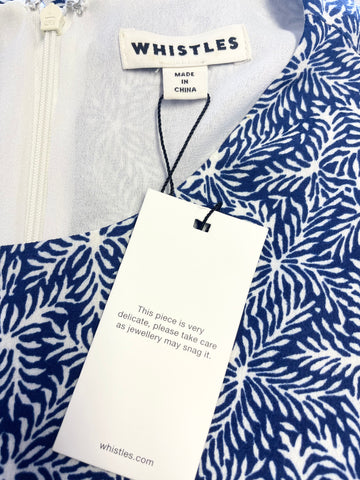 WHISTLES
MADE
IN
CHINA
This piece is very
delicate, please take care
as jewellery may snag it.
whistles.com